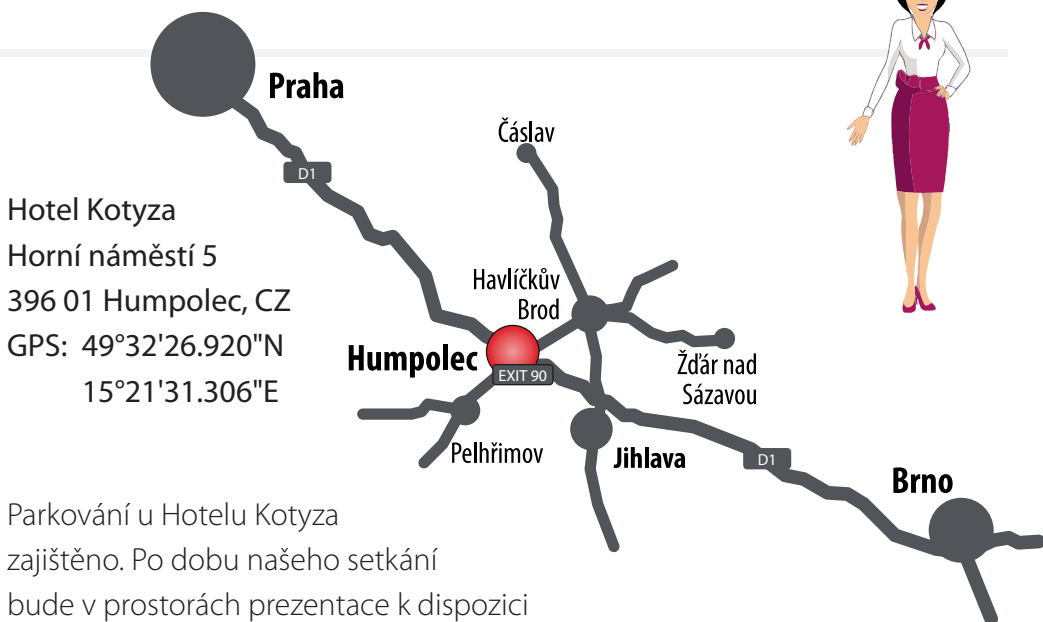 Praha
Čáslav
D1
Hotel Kotyza
Horní náměstí 5
396 01 Humpolec, CZ
GPS: 49°32'26.920"N
15°21'31.306"E
Havlíčkův
Brod
Humpolec
EXIT 90
Žďár nad
Sázavou
Pelhřimov
Jihlava
D1
Brno
Parkování u Hotelu Kotyza
zajištěno. Po dobu našeho setkání
bude v prostorách prezentace k dispozici